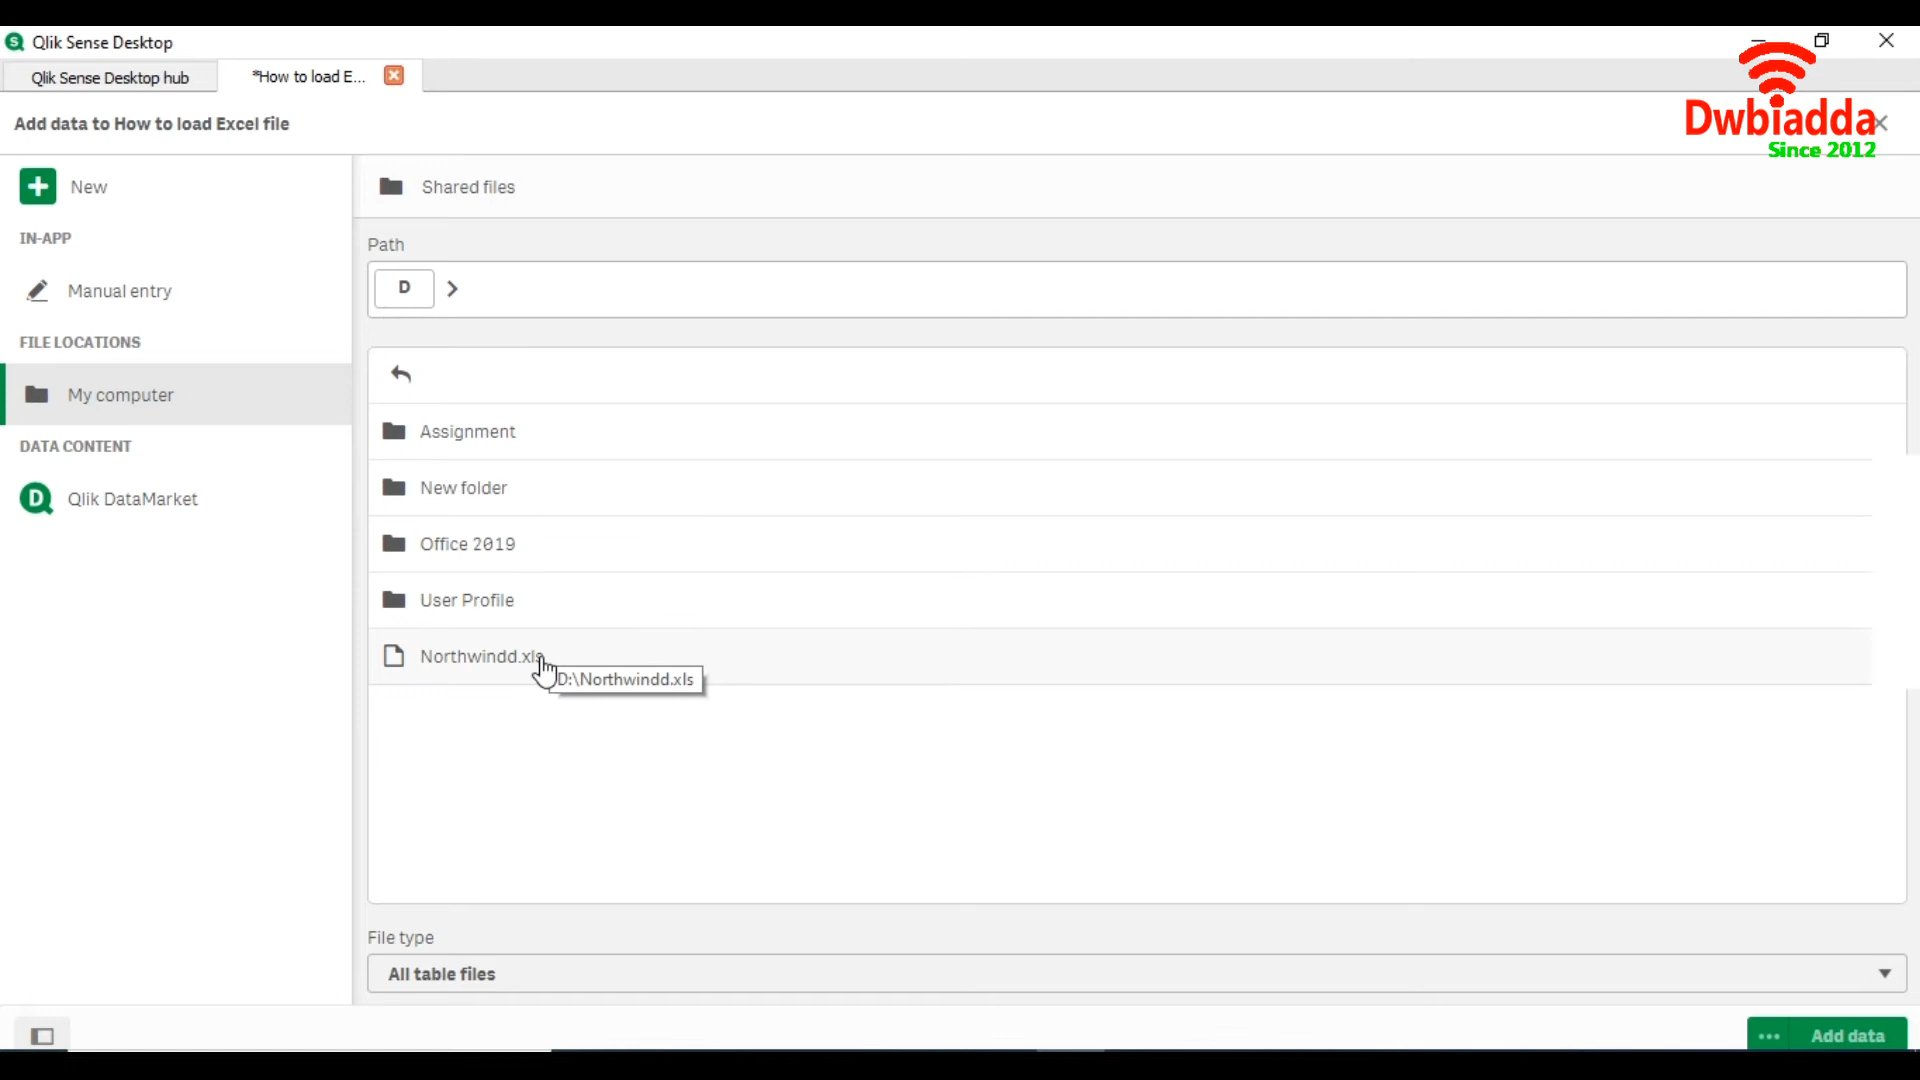 Qlik Sense Desktop
Qlik Sense Desktop hub
*How to load E...
Dwbiadda
Since 2012
Add data to How to load Excel file
New
IN-APP
Manual entry
FILE LOCATIONS
My computer
DATA CONTENT
Qlik DataMarket
Shared files
Path
D
Assignment
New folder
Office 2019
User Profile
Northwindd.xls
D:\Northwindd.xls
File type
All table files
Add data